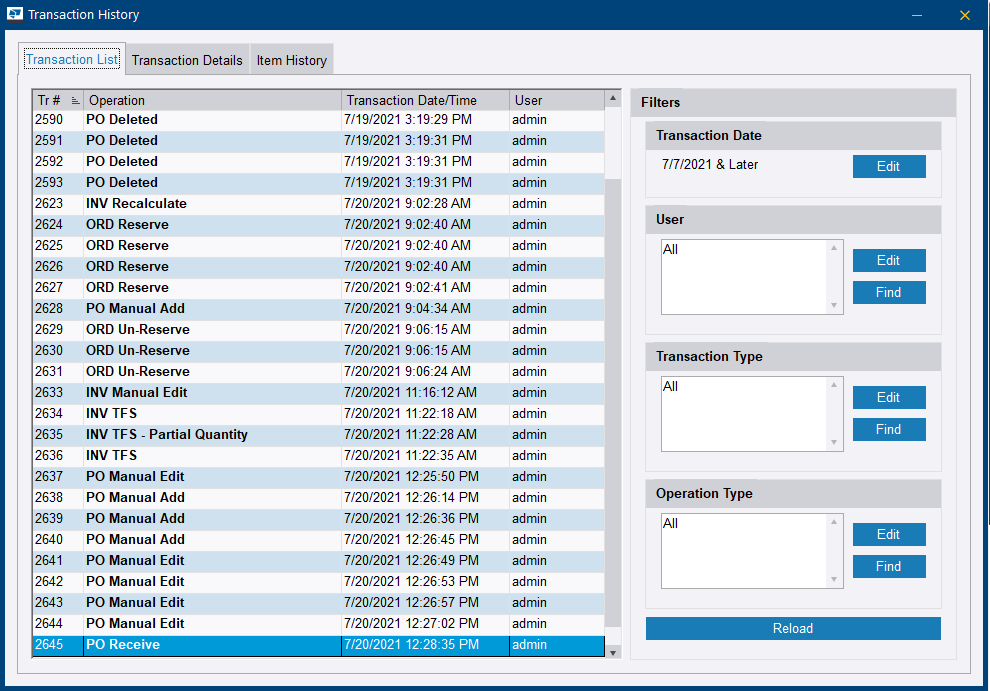 Transaction History
Transaction List Transaction Details Item History
Tr # Operation Transaction Date/Time User
2590 PO Deleted 7/19/2021 3:19:29 PM admin
2591 PO Deleted 7/19/2021 3:19:31 PM admin
2592 PO Deleted 7/19/2021 3:19:31 PM admin
2593 PO Deleted 7/19/2021 3:19:31 PM admin
2623 INV Recalculate 7/20/2021 9:02:28 AM admin
2624 ORD Reserve 7/20/2021 9:02:40 AM admin
2625 ORD Reserve 7/20/2021 9:02:40 AM admin
2626 ORD Reserve 7/20/2021 9:02:40 AM admin
2627 ORD Reserve 7/20/2021 9:02:41 AM admin
2628 PO Manual Add 7/20/2021 9:04:34 AM admin
2629 ORD Un-Reserve 7/20/2021 9:06:15 AM admin
2630 ORD Un-Reserve 7/20/2021 9:06:15 AM admin
2631 ORD Un-Reserve 7/20/2021 9:06:24 AM admin
2633 INV Manual Edit 7/20/2021 11:16:12 AM admin
2634 INV TFS 7/20/2021 11:22:18 AM admin
2635 INV TFS - Partial Quantity 7/20/2021 11:22:28 AM admin
2636 INV TFS 7/20/2021 11:22:35 AM admin
2637 PO Manual Edit 7/20/2021 12:25:50 PM admin
2638 PO Manual Add 7/20/2021 12:26:14 PM admin
2639 PO Manual Add 7/20/2021 12:26:36 PM admin
2640 PO Manual Add 7/20/2021 12:26:45 PM admin
2641 PO Manual Edit 7/20/2021 12:26:49 PM admin
2642 PO Manual Edit 7/20/2021 12:26:53 PM admin
2643 PO Manual Edit 7/20/2021 12:26:57 PM admin
2644 PO Manual Edit 7/20/2021 12:27:02 PM admin
2645 PO Receive 7/20/2021 12:28:35 PM admin
Filters
Transaction Date
7/7/2021 & Later Edit
User
All
Edit
Find
Transaction Type
All
Edit
Find
Operation Type
All
Edit
Find
Reload